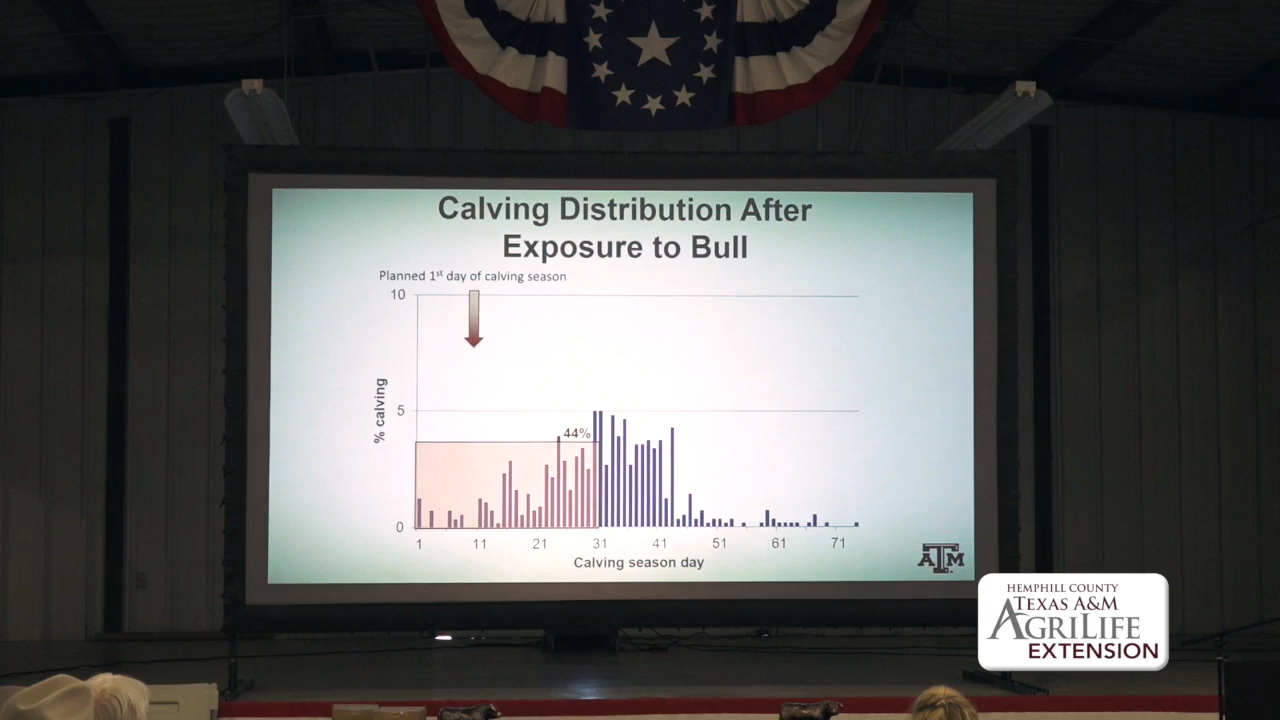 Calving Distribution After
Exposure to Bull
Planned 1st day of calving season
10
5
0
% calving
44%
1 11 21 31 41 51 61 71
Calving season day
ATM
HEMPHILL COUNTY
TEXAS A&M
AGRILIFE
EXTENSION